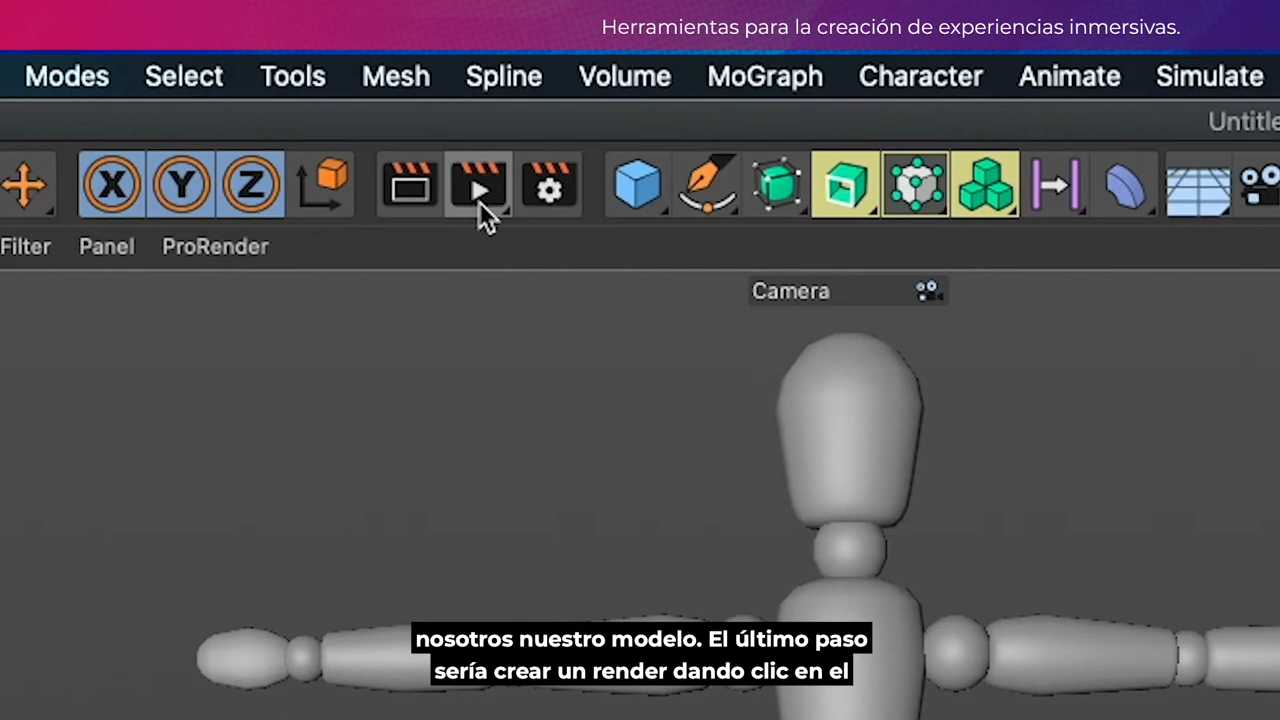 Herramientas para la creación de experiencias inmersivas.
Modes Select Tools Mesh Spline Volume MoGraph Character Animate Simulate
X Y Z
Filter Panel ProRender
Camera
nosotros nuestro modelo. El último paso
sería crear un render dando clic en el